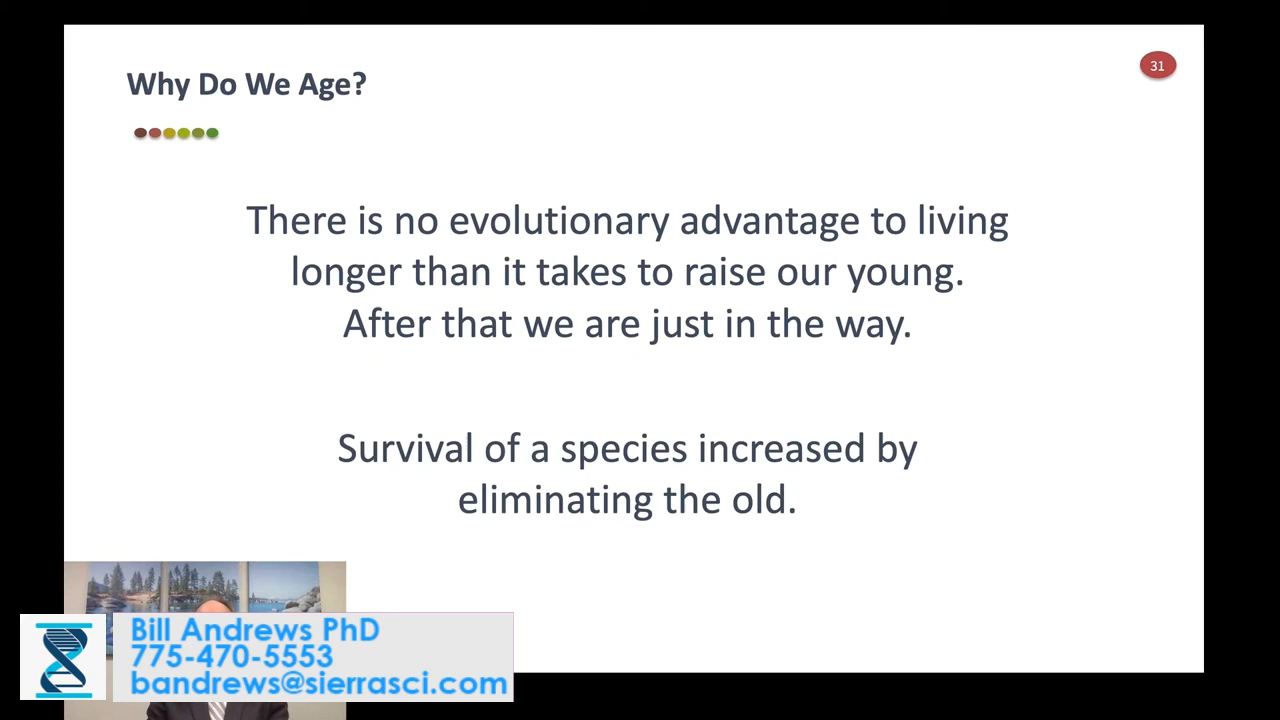 Why Do We Age?
31
There is no evolutionary advantage to living
longer than it takes to raise our young.
After that we are just in the way.
Survival of a species increased by
eliminating the old.
Bill Andrews PhD
775-470-5553
bandrews@sierrasci.com